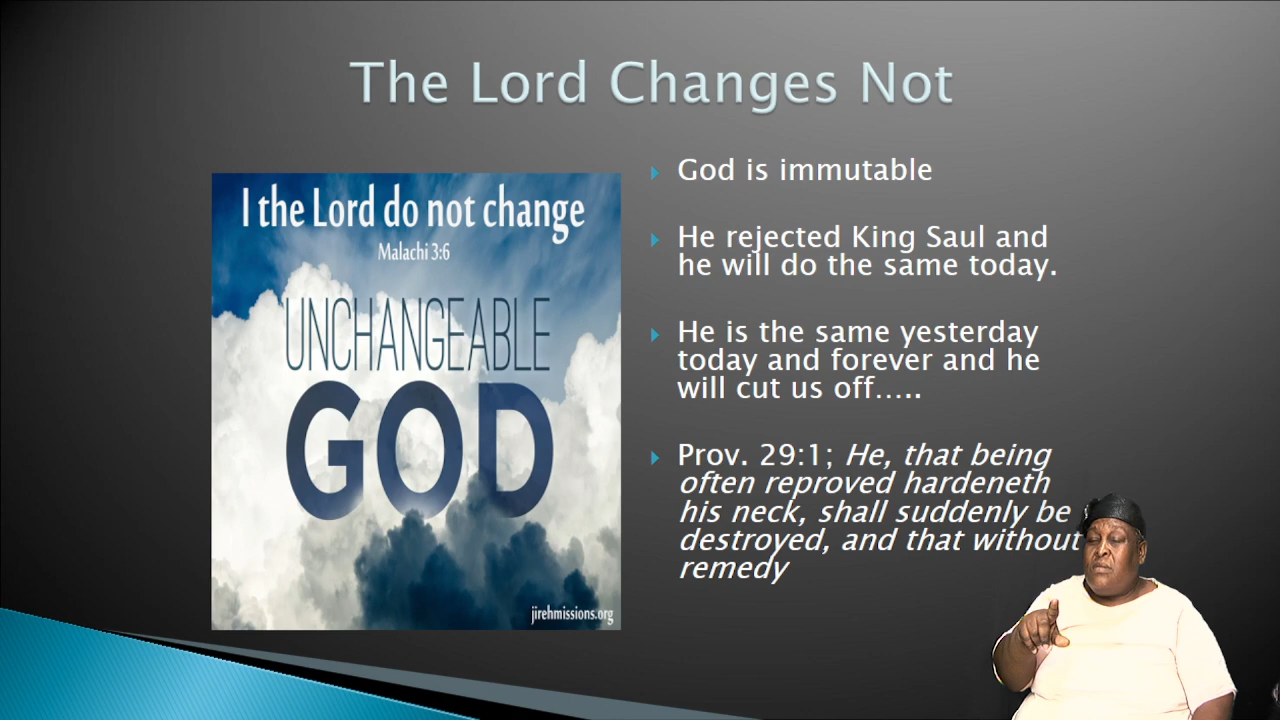 The Lord Changes Not
I the Lord do not change
Malachi 3:6
UNCHANGEABLE
GOD
jirehmissions.org
God is immutable
He rejected King Saul and
he will do the same today.
He is the same yesterday
today and forever and he
will cut us off…..
Prov. 29:1; He, that being
often reproved hardeneth
his neck, shall suddenly be
destroyed, and that without
remedy